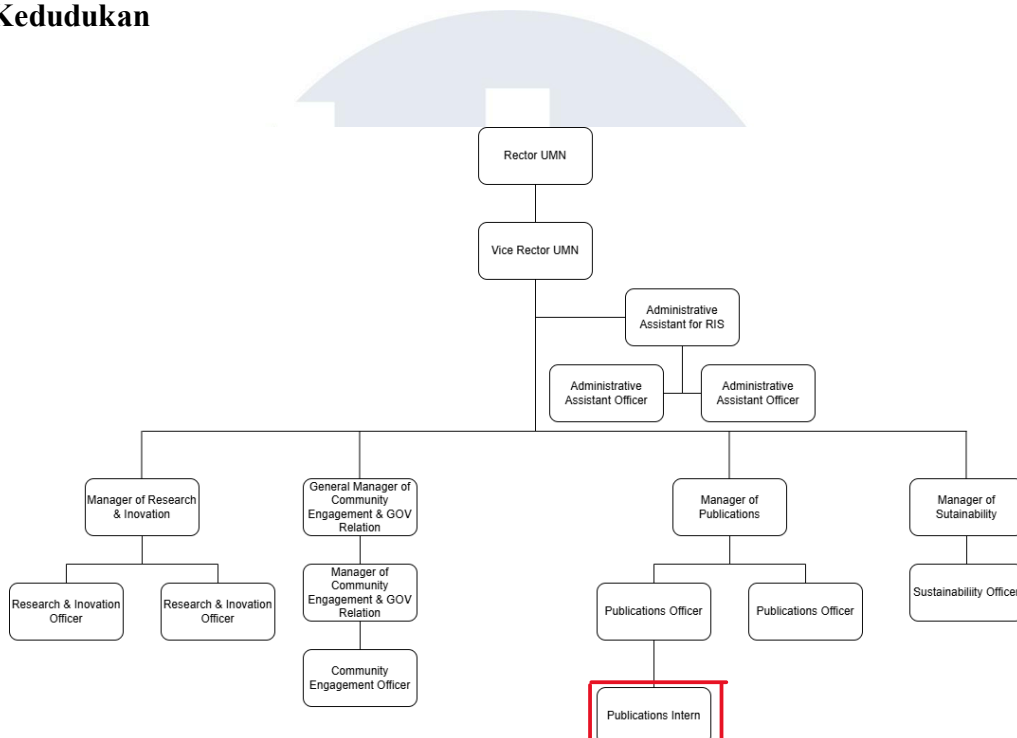 Kedudukan
Rector UMN
Vice Rector UMN
Administrative
Assistant for RIS
Administrative
Assistant Officer
Administrative
Assistant Officer
Manager of Research
& Inovation
General Manager of
Community
Engagement & GOV
Relation
Manager of
Publications
Manager of
Sutainability
Research & Inovation
Officer
Research & Inovation
Officer
Manager of
Community
Engagement & GOV
Relation
Publications Officer
Publications Officer
Sustainabiliity Officer
Community
Engagement Officer
Publications Intern